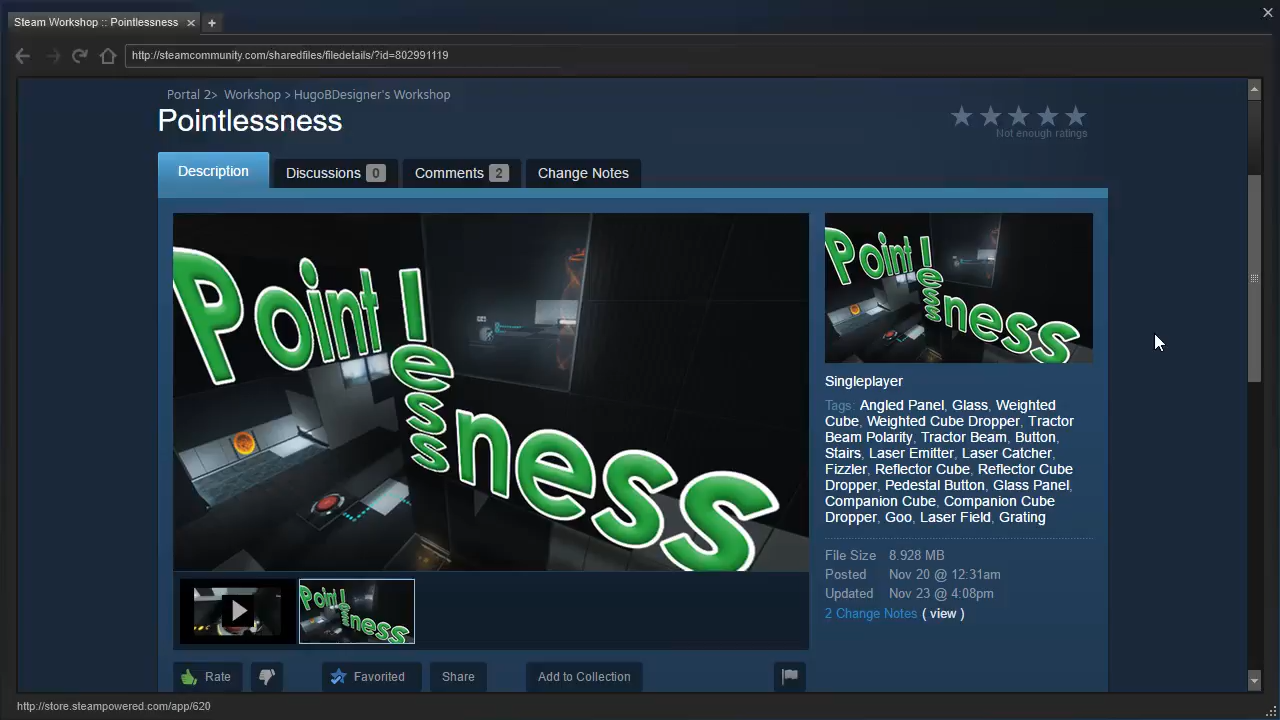 Steam Workshop :: Pointlessness
http://steamcommunity.com/sharedfiles/filedetails/?id=802991119
Portal 2> Workshop > HugoBDesigner's Workshop
Pointlessness
Not enough ratings
Description
Discussions 0
Comments 2
Change Notes
Pointlessness
Pointlessness
Singleplayer
Tags: Angled Panel, Glass, Weighted
Cube, Weighted Cube Dropper, Tractor
Beam Polarity, Tractor Beam, Button,
Stairs, Laser Emitter, Laser Catcher,
Fizzler, Reflector Cube, Reflector Cube
Dropper, Pedestal Button, Glass Panel,
Companion Cube, Companion Cube
Dropper, Goo, Laser Field, Grating
File Size 8.928 MB
Posted Nov 20 @ 12:31am
Updated Nov 23 @ 4:08pm
2 Change Notes ( view )
Pointlessness
Rate
Favorited
Share
Add to Collection
http://store.steampowered.com/app/620